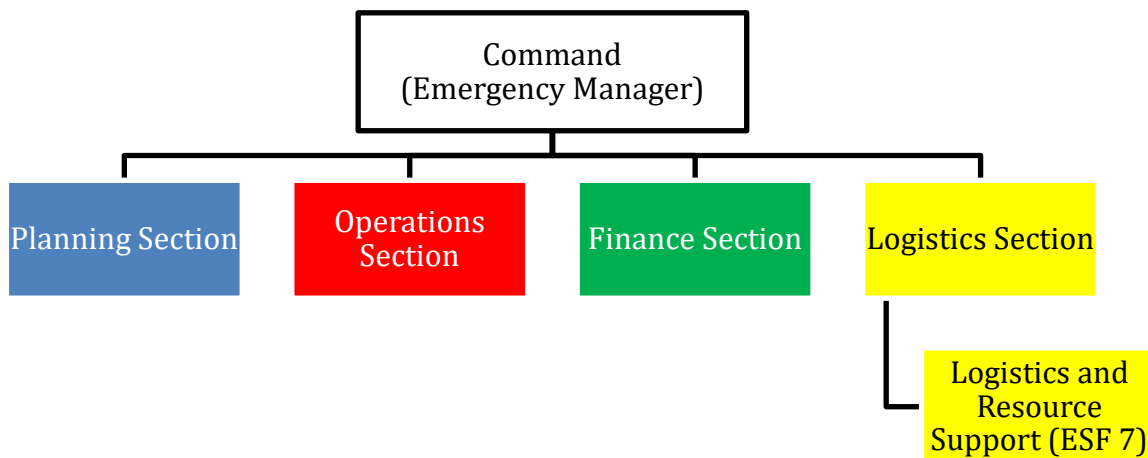 Command
(Emergency Manager)
Planning Section
Operations
Section
Finance Section
Logistics Section
Logistics and
Resource
Support (ESF 7)